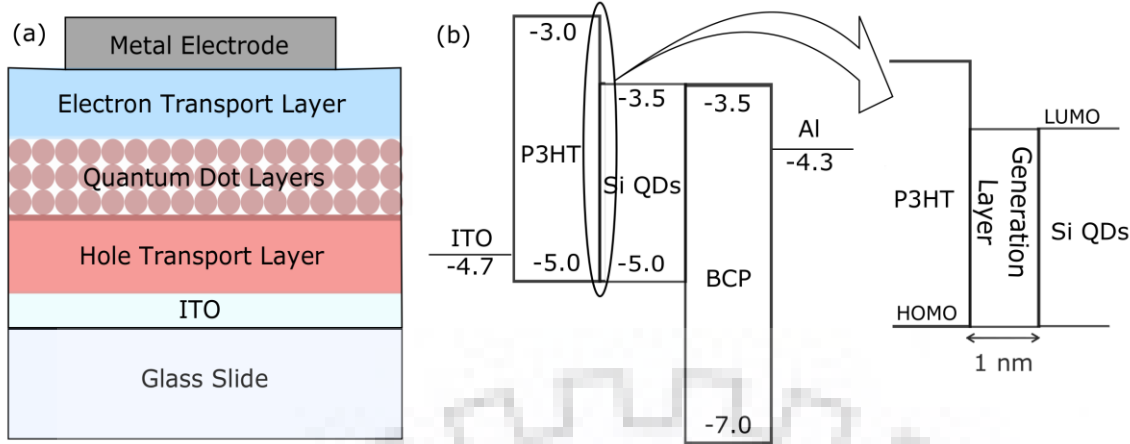 (a)
Metal Electrode
Electron Transport Layer
Quantum Dot Layers
Hole Transport Layer
ITO
Glass Slide
(b)
-3.0
P3HT
-5.0
ITO
-4.7
-3.5
Si QDs
-5.0
-3.5
BCP
-7.0
Al
-4.3
LUMO
P3HT
Generation
Layer
Si QDs
HOMO
1 nm